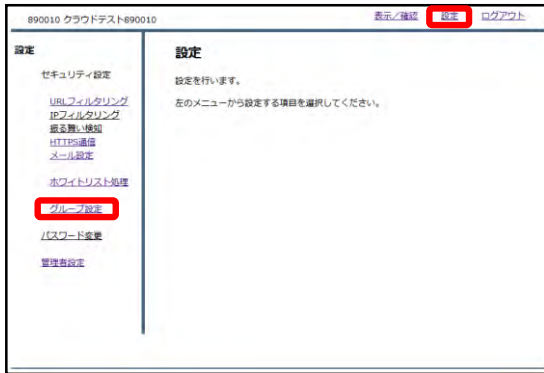 890010 クラウドテスト890010
表示／確認 設定 ログアウト
設定
セキュリティ設定
URLフィルタリング
IPフィルタリング
振る舞い検知
HTTPS通信
メール設定
ホワイトリスト処理
グループ設定
パスワード変更
管理者設定
設定
設定を行います。
左のメニューから設定する項目を選択してください。